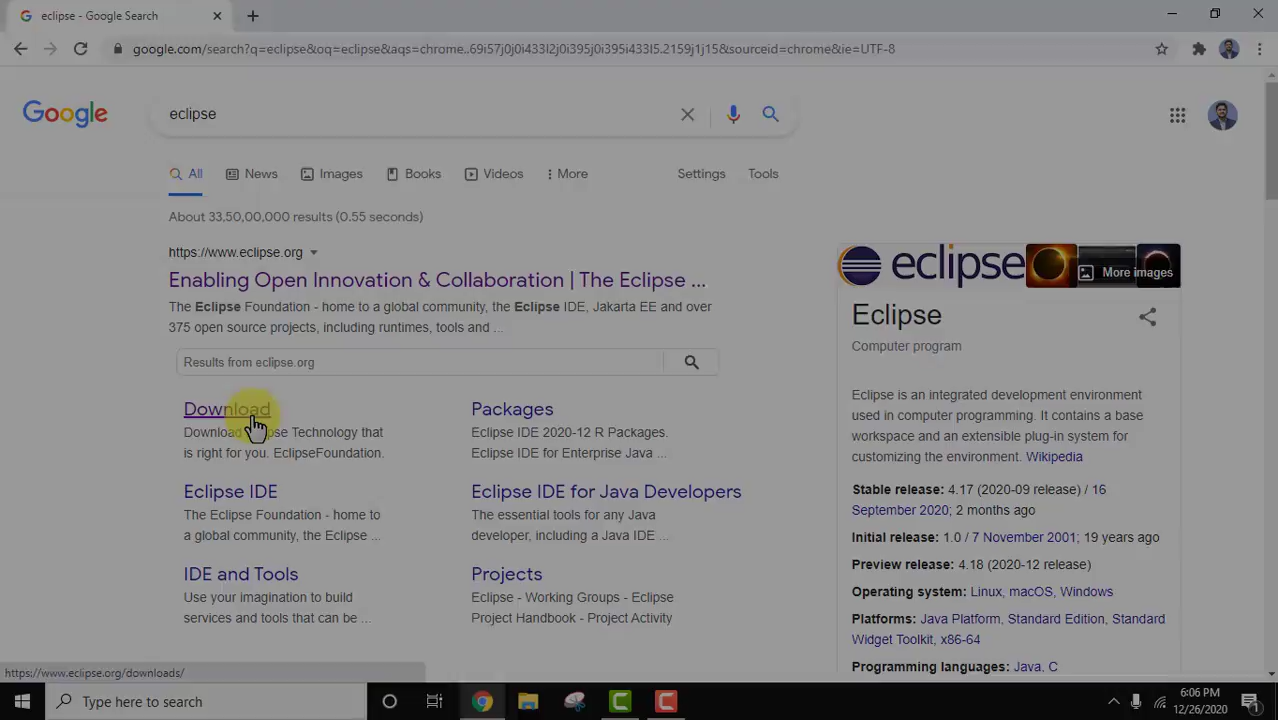 eclipse - Google Search
google.com/search?q=eclipse&oq=eclipse&aqs=chrome..69i57j0j0i433l2j0i395j0i395i433l5.2159j1j15&sourceid=chrome&ie=UTF-8
Google
eclipse
All News Images Books Videos More Settings Tools
About 33,50,00,000 results (0.55 seconds)
https://www.eclipse.org
Enabling Open Innovation & Collaboration | The Eclipse ...
The Eclipse Foundation - home to a global community, the Eclipse IDE, Jakarta EE and over
375 open source projects, including runtimes, tools and ...
Results from eclipse.org
Download
Download Eclipse Technology that
is right for you. EclipseFoundation.
Packages
Eclipse IDE 2020-12 R Packages.
Eclipse IDE for Enterprise Java ...
Eclipse IDE
The Eclipse Foundation - home to
a global community, the Eclipse ...
Eclipse IDE for Java Developers
The essential tools for any Java
developer, including a Java IDE ...
IDE and Tools
Use your imagination to build
services and tools that can be ...
Projects
Eclipse - Working Groups - Eclipse
Project Handbook - Project Activity
eclipse
More images
Eclipse
Computer program
Eclipse is an integrated development environment
used in computer programming. It contains a base
workspace and an extensible plug-in system for
customizing the environment. Wikipedia
Stable release: 4.17 (2020-09 release) / 16
September 2020; 2 months ago
Initial release: 1.0 / 7 November 2001; 19 years ago
Preview release: 4.18 (2020-12 release)
Operating system: Linux, macOS, Windows
Platforms: Java Platform, Standard Edition, Standard
Widget Toolkit, x86-64
Programming languages: Java, C
https://www.eclipse.org/downloads/
Type here to search
6:06 PM
12/26/2020
1